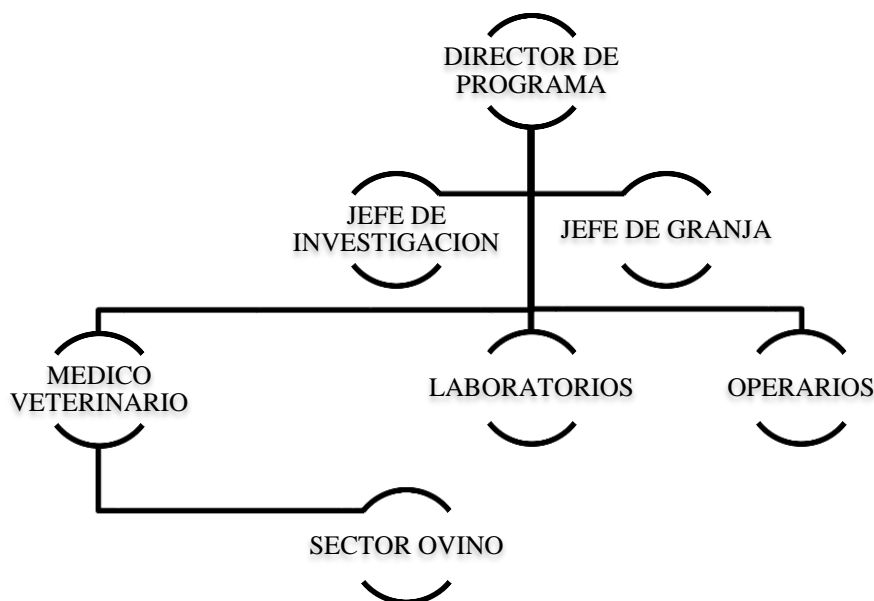 DIRECTOR DE
PROGRAMA
JEFE DE
INVESTIGACION
JEFE DE GRANJA
MEDICO
VETERINARIO
LABORATORIOS
OPERARIOS
SECTOR OVINO